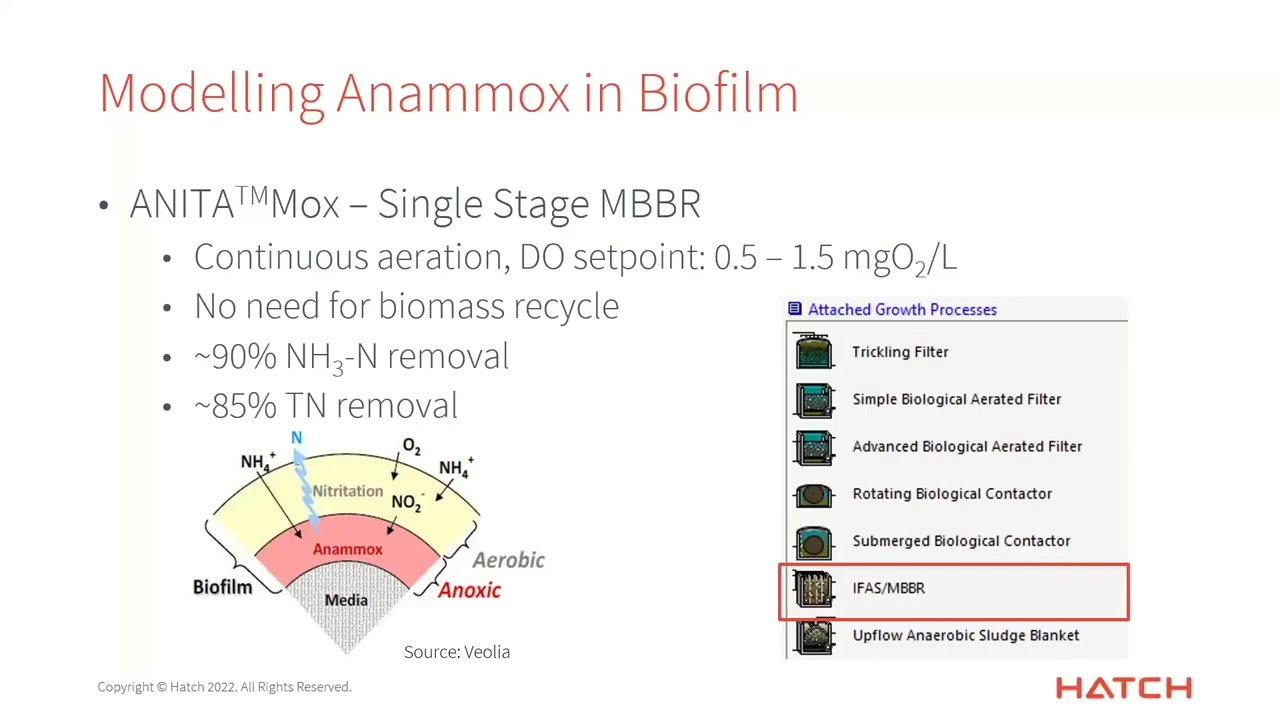 Modelling Anammox in Biofilm
• ANITA™Mox – Single Stage MBBR
• Continuous aeration, DO setpoint: 0.5 – 1.5 mgO₂/L
• No need for biomass recycle
• ~90% NH₃-N removal
• ~85% TN removal
Attached Growth Processes
Trickling Filter
Simple Biological Aerated Filter
Advanced Biological Aerated Filter
Rotating Biological Contactor
Submerged Biological Contactor
IFAS/MBBR
Upflow Anaerobic Sludge Blanket
N
O₂
NH₄⁺
NH₄⁺
Nitritation
NO₂⁻
Anammox
Aerobic
Biofilm
Anoxic
Media
Source: Veolia
Copyright © Hatch 2022. All Rights Reserved.
HATCH